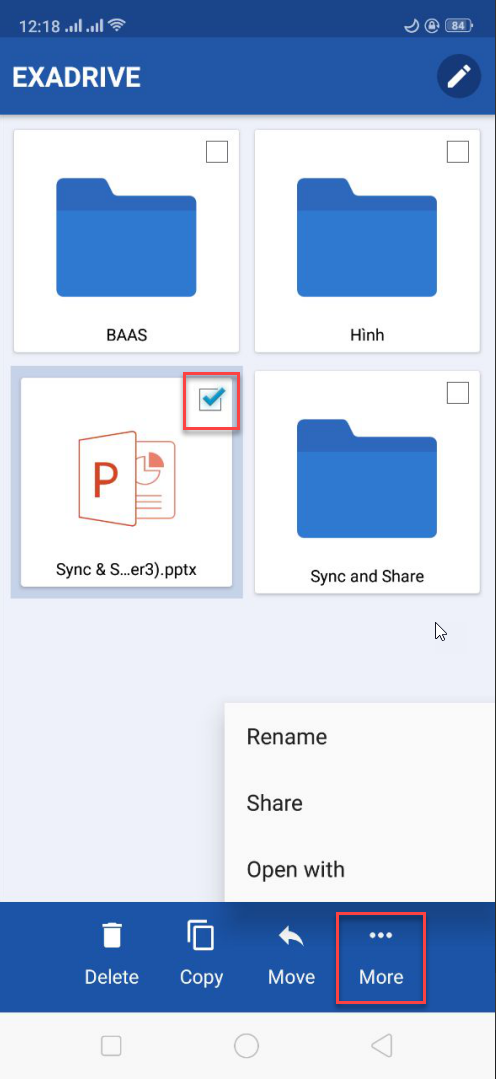 12:18
84
EXADRIVE
BAAS
Hình
P
Sync & S...er3).pptx
Sync and Share
Rename
Share
Open with
Delete
Copy
Move
More